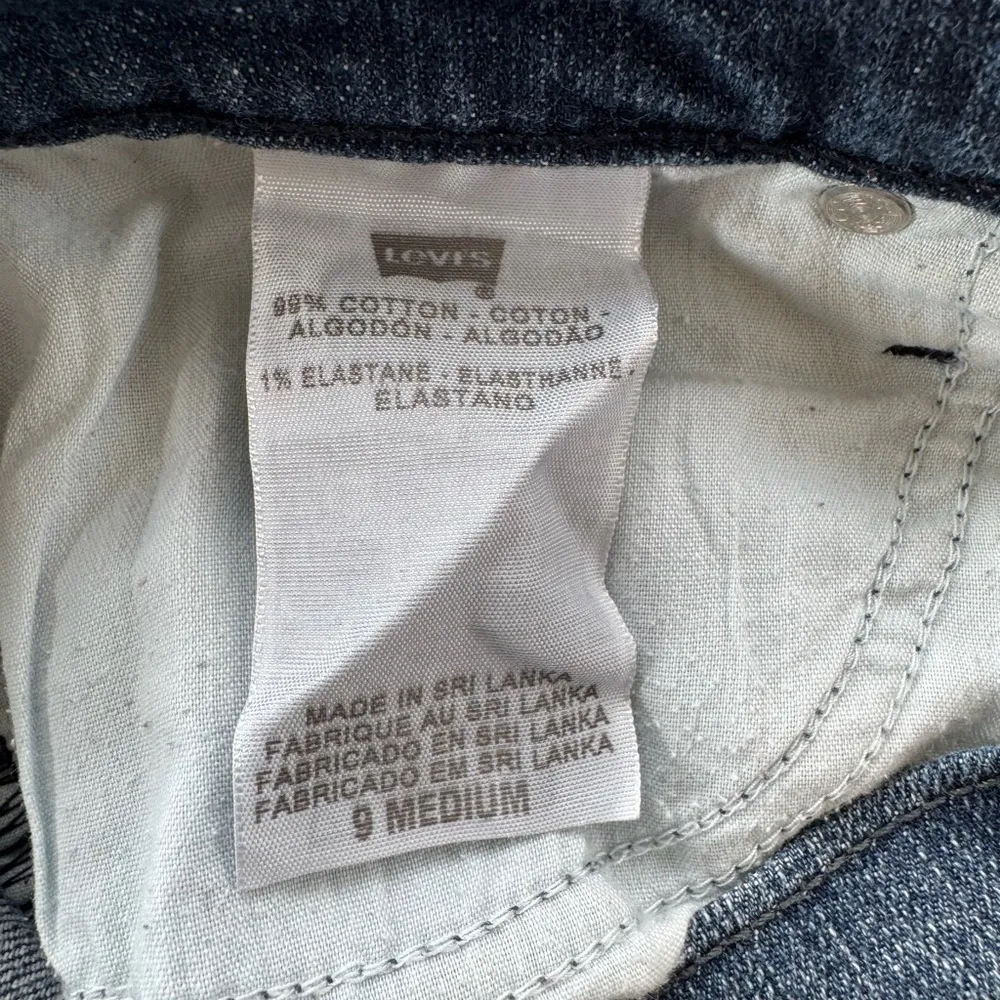 Levi's
99% COTTON - COTON -
ALGODÓN - ALGODÃO
1% ELASTANE - ELASTHANNE -
ELASTANO
MADE IN SRI LANKA
FABRIQUE AU SRI LANKA
FABRICADO EN SRI LANKA
FABRICADO EM SRI LANKA
9 MEDIUM